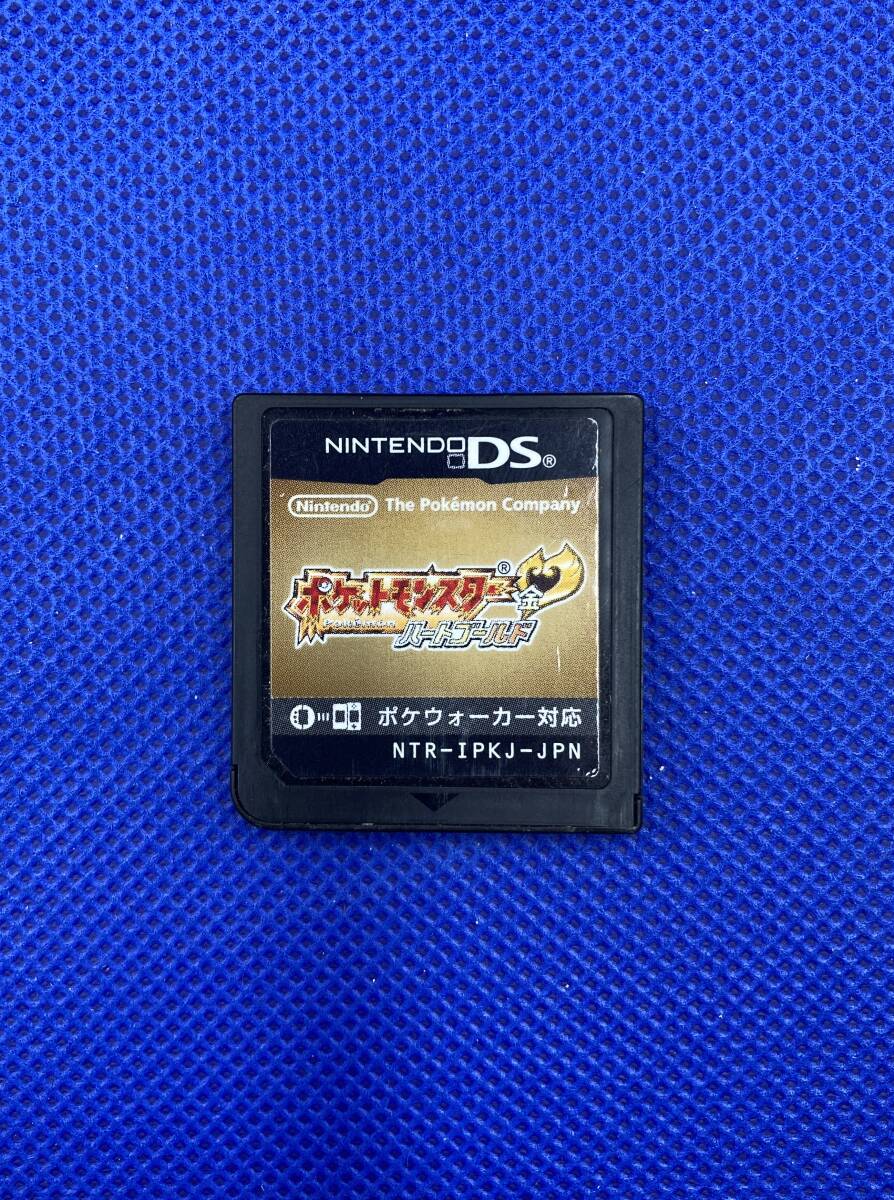 NINTENDO DS®
Nintendo The Pokémon Company
ポケットモンスター®
Pokémon
金
ハートゴールド
ポケウォーカー対応
NTR-IPKJ-JPN